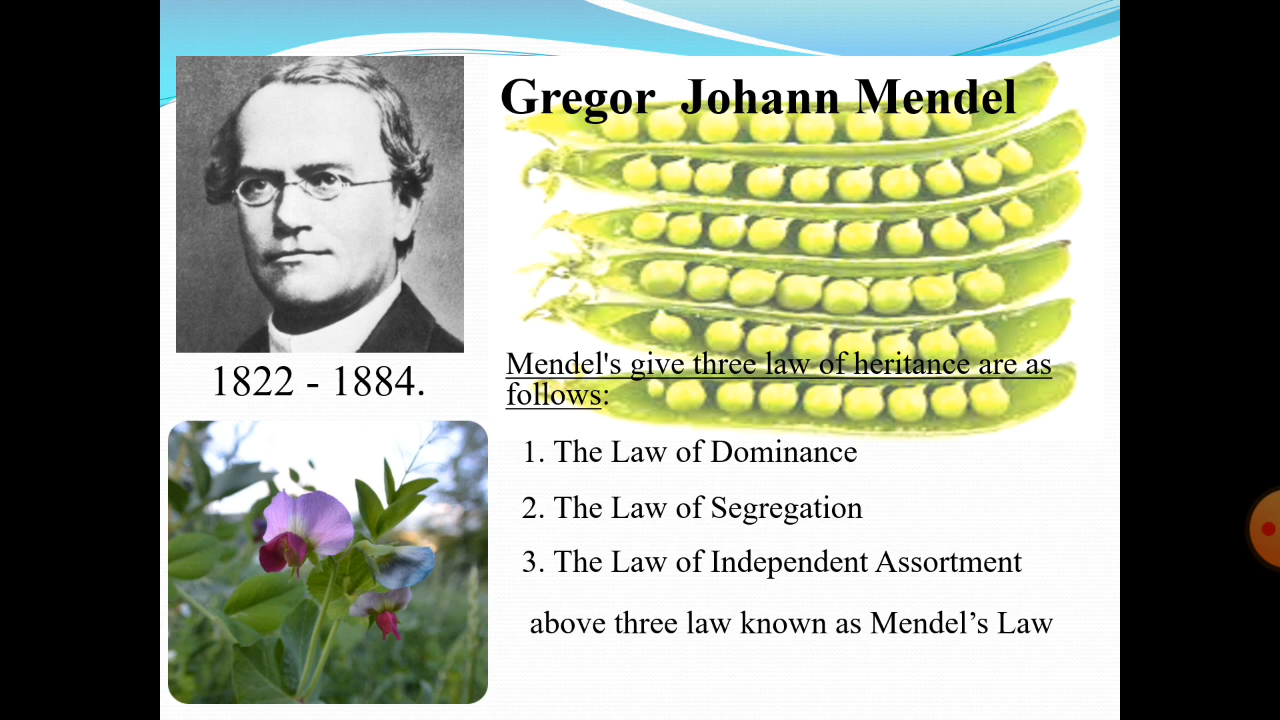 Gregor  Johann Mendel
1822 - 1884.
Mendel's give three law of heritance are as
follows:
1. The Law of Dominance
2. The Law of Segregation
3. The Law of Independent Assortment
above three law known as Mendel’s Law